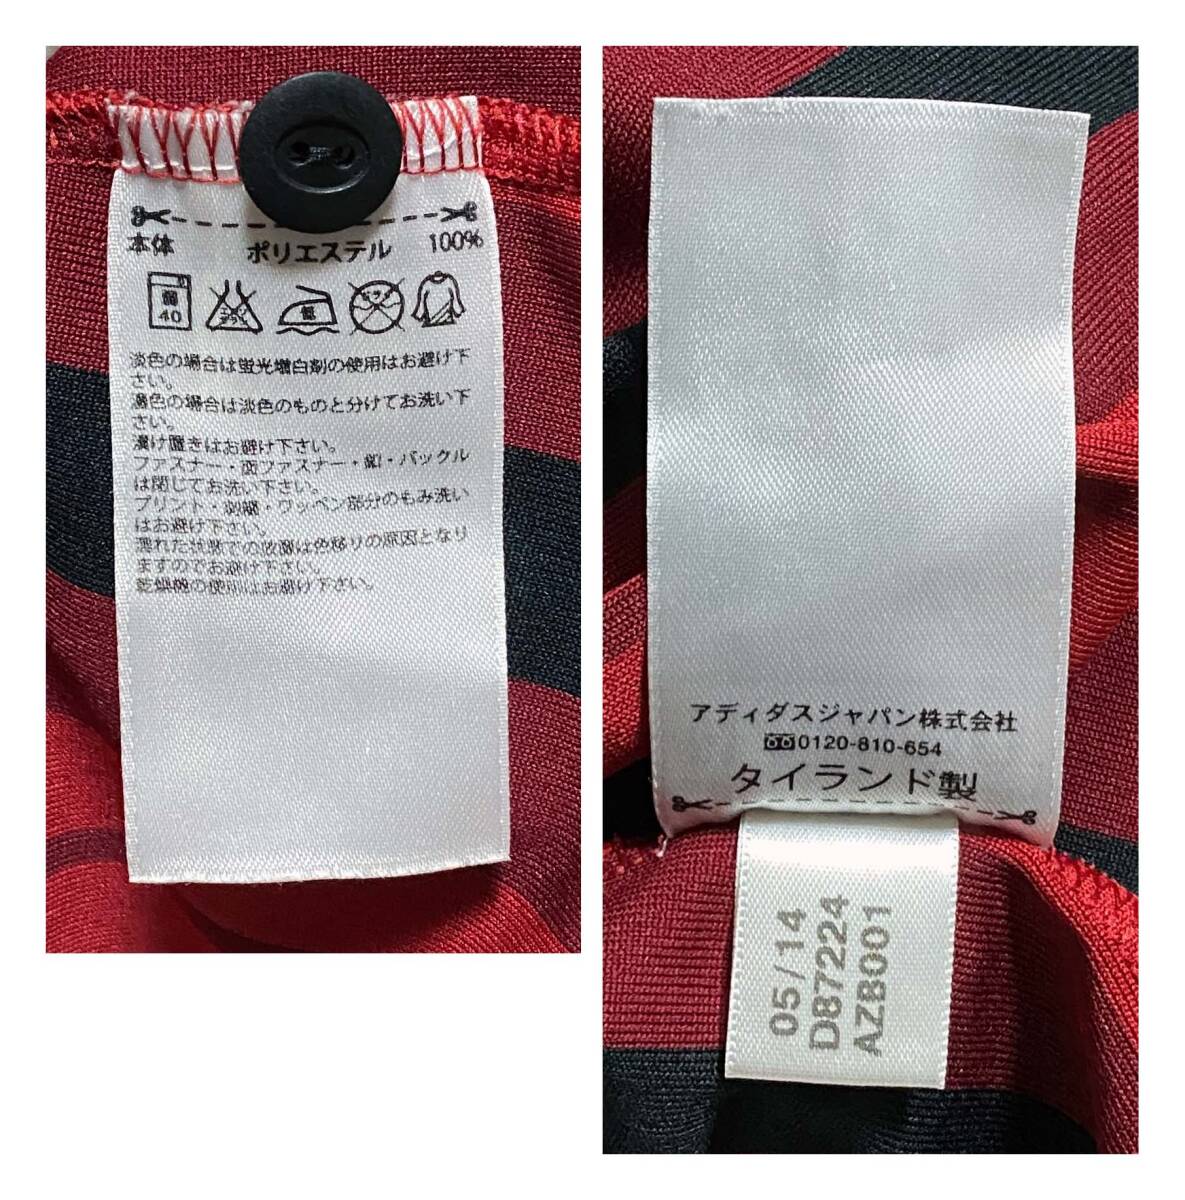 本体 ポリエステル 100%
弱
40
淡色の場合は蛍光増白剤の使用はお避け下
さい。
濃色の場合は淡色のものと分けてお洗い下
さい。
漬け置きはお避け下さい。
ファスナー・面ファスナー・釦・バックル
は閉じてお洗い下さい。
プリント・刺繍・ワッペン部分のもみ洗い
はお避け下さい。
濡れた状態での放置は色移りの原因となり
ますのでお避け下さい。
乾燥機の使用はお避け下さい。
アディダスジャパン株式会社
0120-810-654
タイランド製
05/14
D87224
AZB001